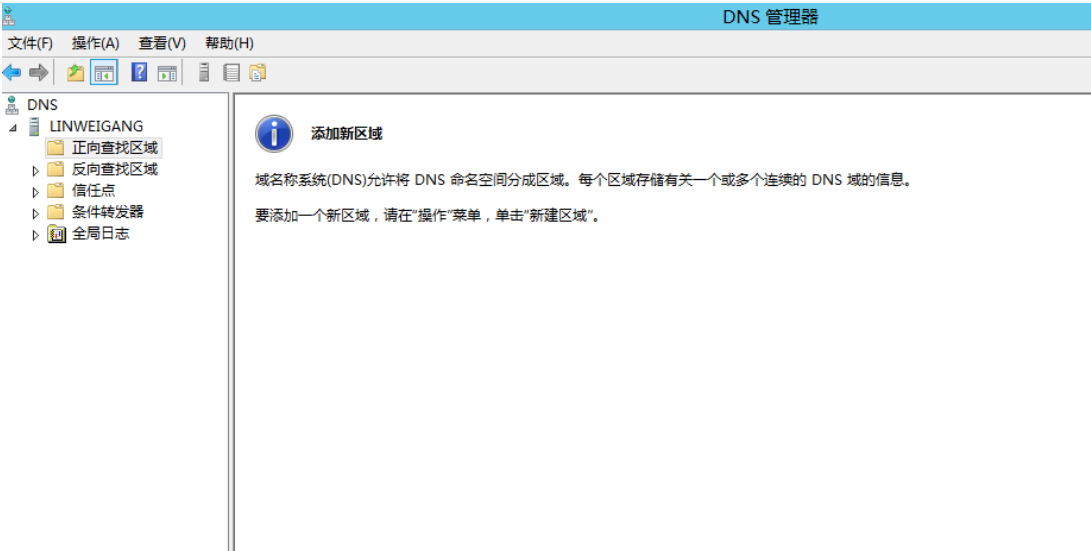 DNS 管理器
文件(F) 操作(A) 查看(V) 帮助(H)
DNS
LINWEIGANG
正向查找区域
反向查找区域
信任点
条件转发器
全局日志
添加新区域
域名称系统(DNS)允许将 DNS 命名空间分成区域。每个区域存储有关一个或多个连续的 DNS 域的信息。
要添加一个新区域，请在“操作”菜单，单击“新建区域”。